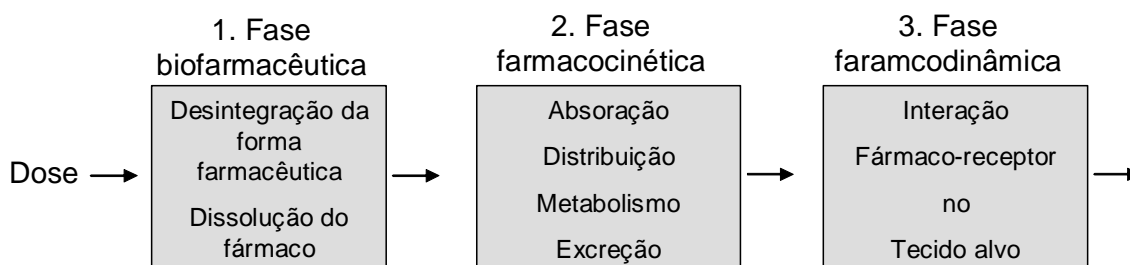 1. Fase
biofarmacêutica
2. Fase
farmacocinética
3. Fase
faramcodinâmica
Dose
Desintegração da
forma
farmacêutica
Dissolução do
fármaco
Absoração
Distribuição
Metabolismo
Excreção
Interação
Fármaco-receptor
no
Tecido alvo